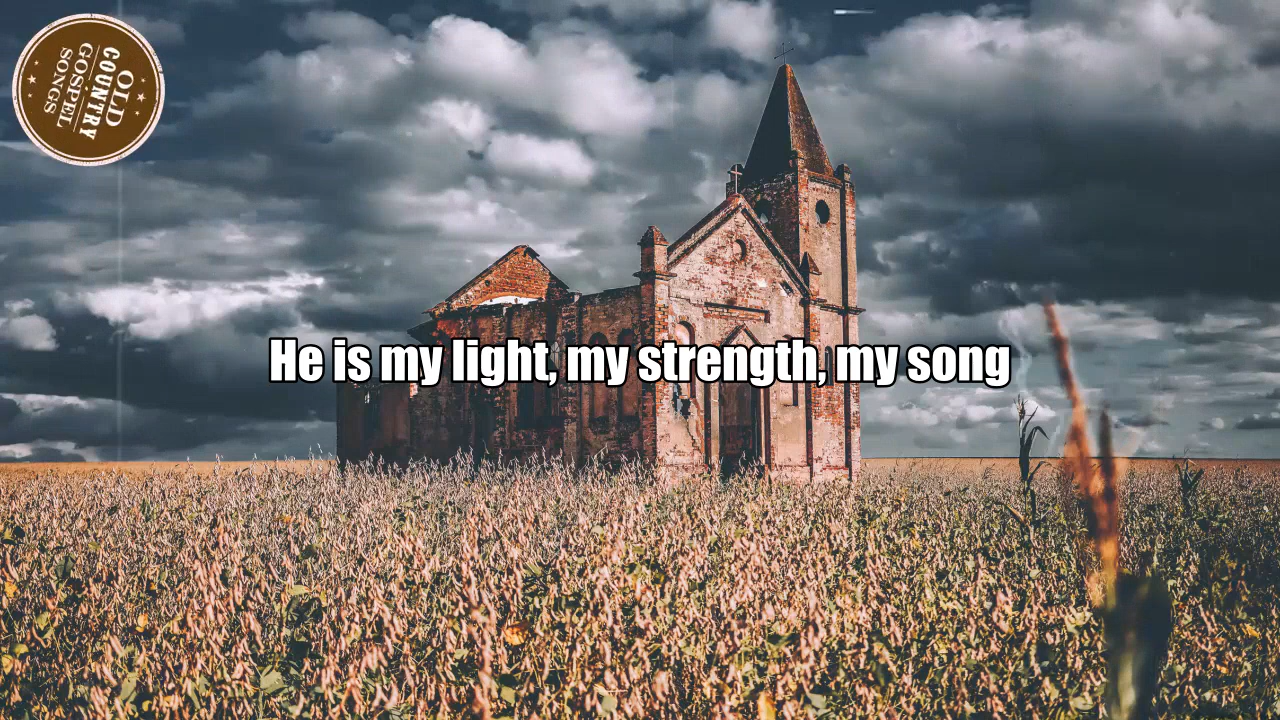 OLD
COUNTRY
GOSPEL
SONGS
He is my light, my strength, my song